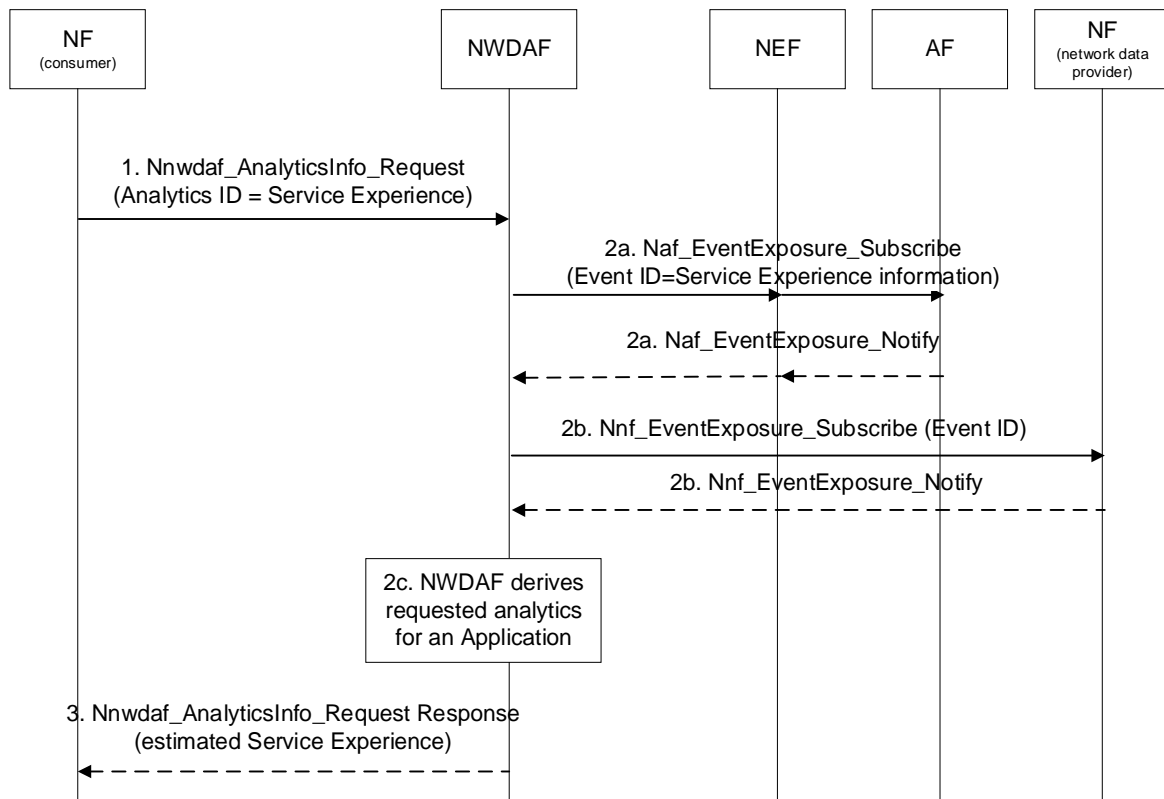 NF
(consumer)
NWDAF
NEF
AF
NF
(network data
provider)
1. Nnwdaf_AnalyticsInfo_Request
(Analytics ID = Service Experience)
2a. Naf_EventExposure_Subscribe
(Event ID=Service Experience information)
2a. Naf_EventExposure_Notify
2b. Nnf_EventExposure_Subscribe (Event ID)
2b. Nnf_EventExposure_Notify
2c. NWDAF derives
requested analytics
for an Application
3. Nnwdaf_AnalyticsInfo_Request Response
(estimated Service Experience)